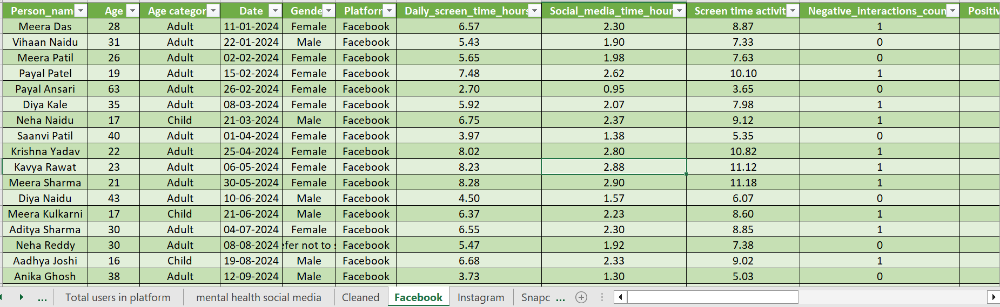 Person_nam Age Age categor Date Gende Platforr Daily_screen_time_hours Social_media_time_hour Screen time activit Negative_interactions_coun Positiv
Meera Das 28 Adult 11-01-2024 Female Facebook 6.57 2.30 8.87 1
Vihaan Naidu 31 Adult 22-01-2024 Male Facebook 5.43 1.90 7.33 0
Meera Patil 26 Adult 02-02-2024 Female Facebook 5.65 1.98 7.63 0
Payal Patel 19 Adult 15-02-2024 Female Facebook 7.48 2.62 10.10 1
Payal Ansari 63 Adult 26-02-2024 Female Facebook 2.70 0.95 3.65 0
Diya Kale 35 Adult 08-03-2024 Female Facebook 5.92 2.07 7.98 1
Neha Naidu 17 Child 21-03-2024 Male Facebook 6.75 2.37 9.12 1
Saanvi Patil 40 Adult 01-04-2024 Female Facebook 3.97 1.38 5.35 0
Krishna Yadav 22 Adult 25-04-2024 Female Facebook 8.02 2.80 10.82 1
Kavya Rawat 23 Adult 06-05-2024 Female Facebook 8.23 2.88 11.12 1
Meera Sharma 21 Adult 30-05-2024 Female Facebook 8.28 2.90 11.18 1
Diya Naidu 43 Adult 10-06-2024 Male Facebook 4.50 1.57 6.07 0
Meera Kulkarni 17 Child 21-06-2024 Male Facebook 6.37 2.23 8.60 1
Aditya Sharma 30 Adult 04-07-2024 Female Facebook 6.55 2.30 8.85 1
Neha Reddy 30 Adult 08-08-2024 efer not to s Facebook 5.47 1.92 7.38 0
Aadhya Joshi 16 Child 19-08-2024 Male Facebook 6.68 2.33 9.02 1
Anika Ghosh 38 Adult 12-09-2024 Male Facebook 3.73 1.30 5.03 0
... Total users in platform mental health social media Cleaned Facebook Instagram Snapc ...